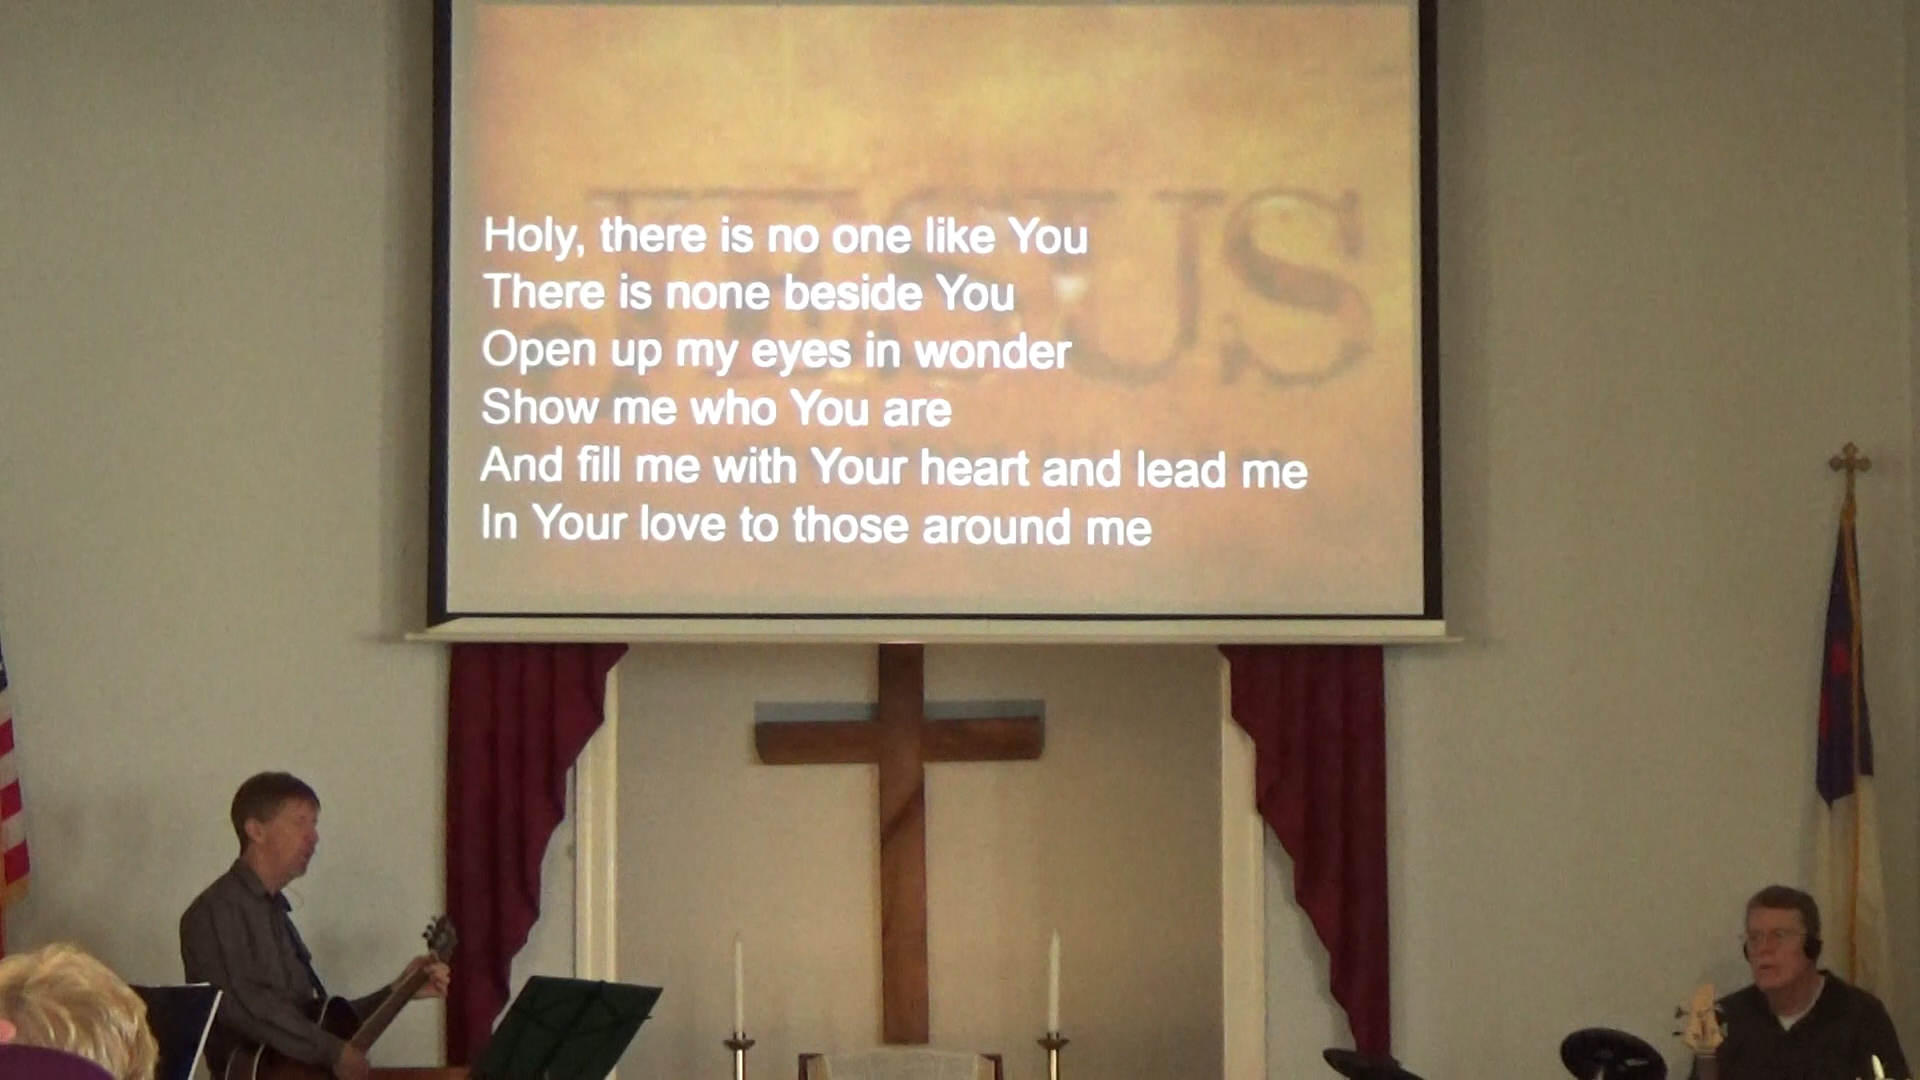 JESUS
Holy, there is no one like You
There is none beside You
Open up my eyes in wonder
Show me who You are
And fill me with Your heart and lead me
In Your love to those around me